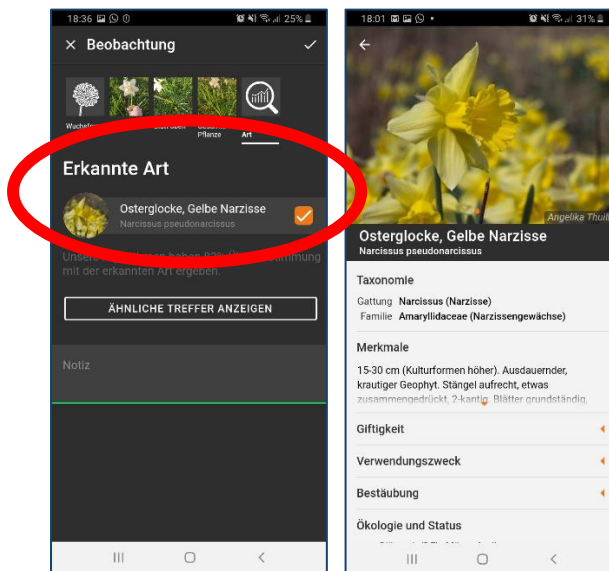 18:36
25%
Beobachtung
Pflanze
Art
Erkannte Art
Osterglocke, Gelbe Narzisse
Narcissus pseudonarcissus
mit der erkannten Art ergeben.
ÄHNLICHE TREFFER ANZEIGEN
Notiz
18:01
31%
Angelika Thuil
Osterglocke, Gelbe Narzisse
Narcissus pseudonarcissus
Taxonomie
Gattung Narcissus (Narzisse)
Familie Amaryllidaceae (Narzissengewächse)
Merkmale
15-30 cm (Kulturformen höher). Ausdauernder,
krautiger Geophyt. Stängel aufrecht, etwas
zusammengedrückt, 2-kantig. Blätter grundständig,
Giftigkeit
Verwendungszweck
Bestäubung
Ökologie und Status